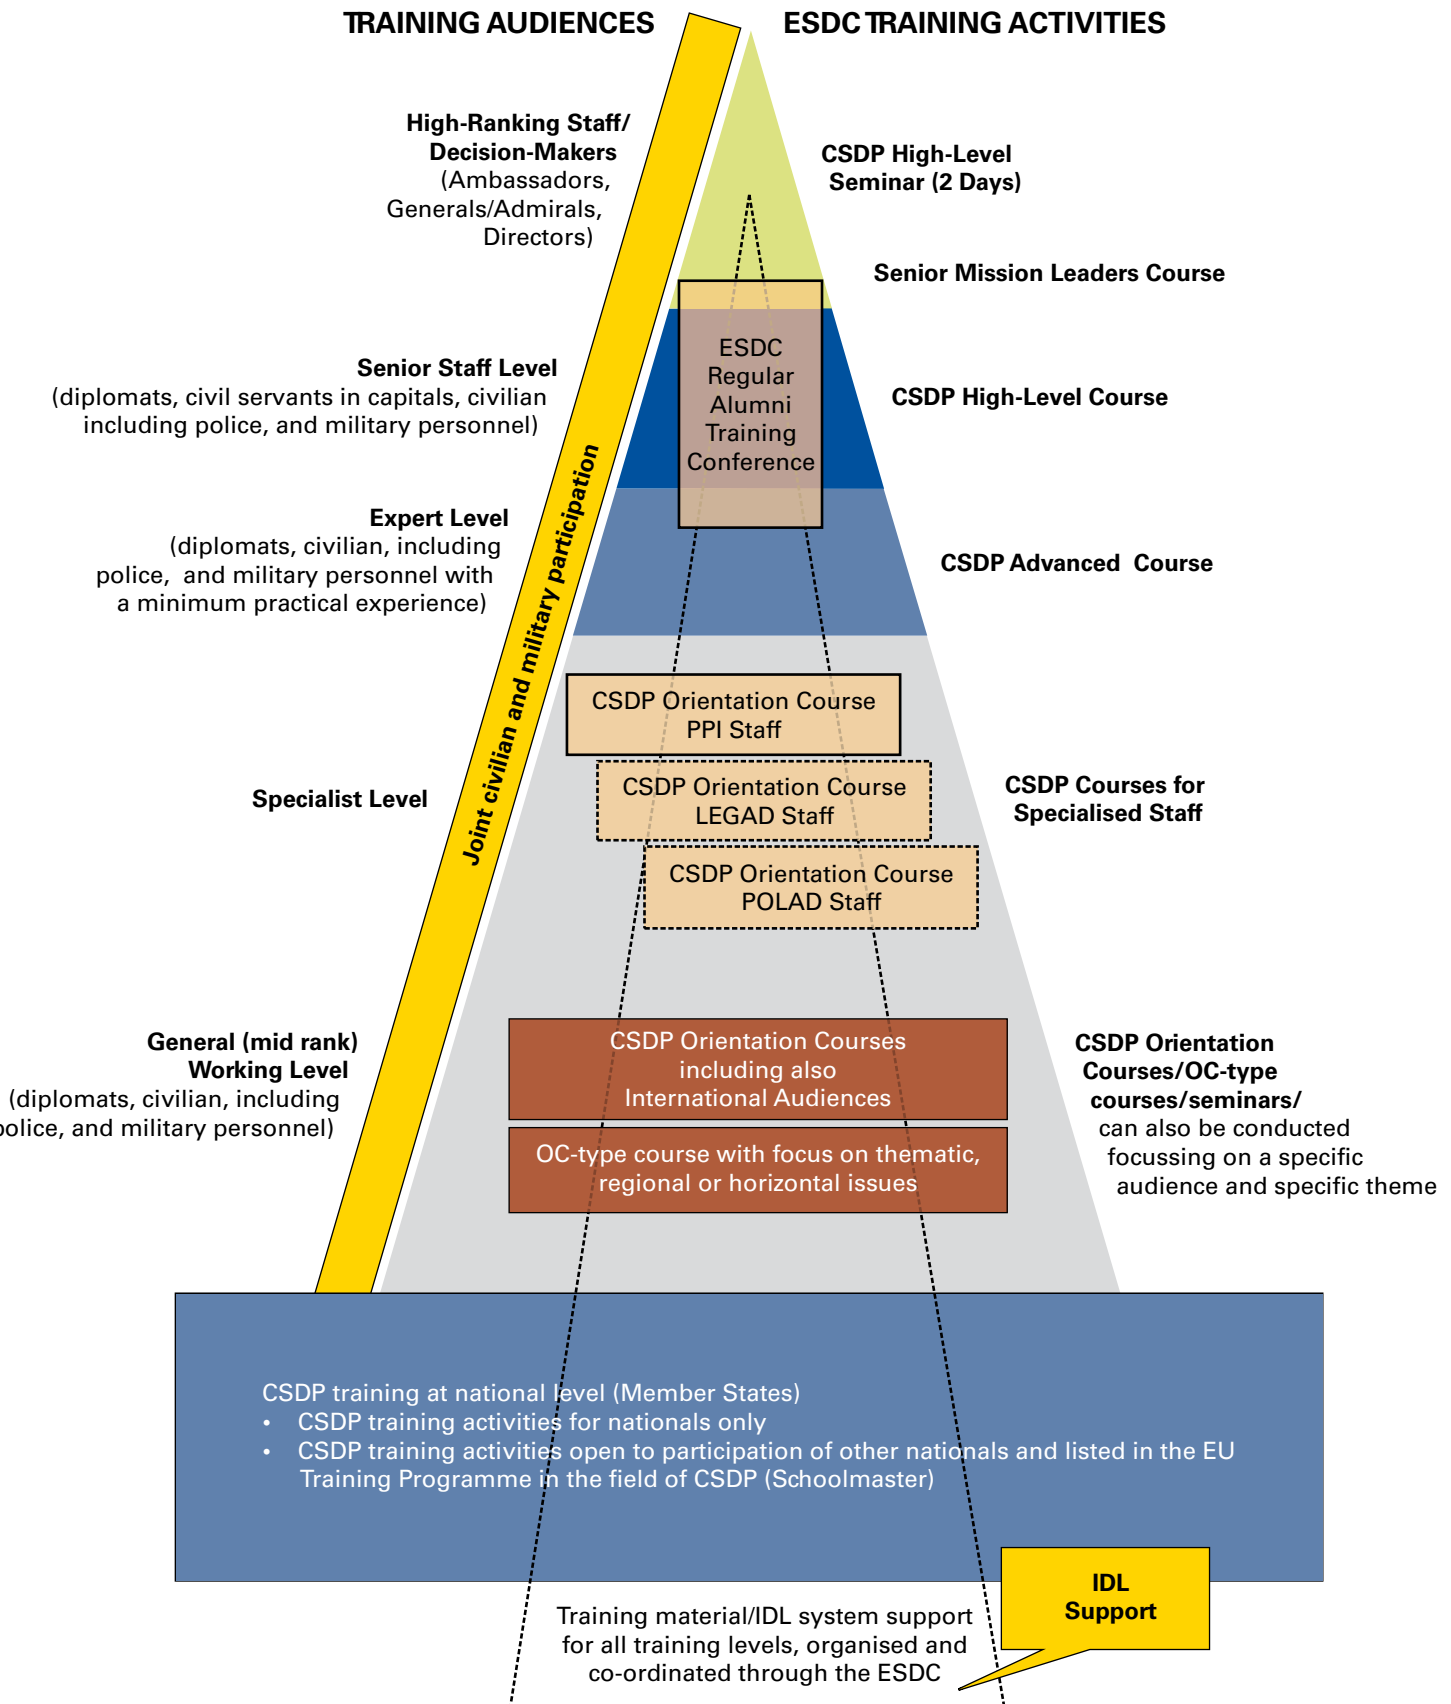 TRAINING AUDIENCES
ESDC TRAINING ACTIVITIES
High-Ranking Staff/
Decision-Makers
(Ambassadors,
Generals/Admirals,
Directors)
CSDP High-Level
Seminar (2 Days)
Senior Mission Leaders Course
Senior Staff Level
(diplomats, civil servants in capitals, civilian
including police, and military personnel)
ESDC
Regular
Alumni
Training
Conference
CSDP High-Level Course
Expert Level
(diplomats, civilian, including
police, and military personnel with
a minimum practical experience)
CSDP Advanced Course
Joint civilian and military participation
Specialist Level
CSDP Orientation Course
PPI Staff
CSDP Orientation Course
LEGAD Staff
CSDP Orientation Course
POLAD Staff
CSDP Courses for
Specialised Staff
General (mid rank)
Working Level
(diplomats, civilian, including
police, and military personnel)
CSDP Orientation Courses
including also
International Audiences
OC-type course with focus on thematic,
regional or horizontal issues
CSDP Orientation
Courses/OC-type
courses/seminars/
can also be conducted
focussing on a specific
audience and specific theme
CSDP training at national level (Member States)
• CSDP training activities for nationals only
• CSDP training activities open to participation of other nationals and listed in the EU
Training Programme in the field of CSDP (Schoolmaster)
IDL
Support
Training material/IDL system support
for all training levels, organised and
co-ordinated through the ESDC